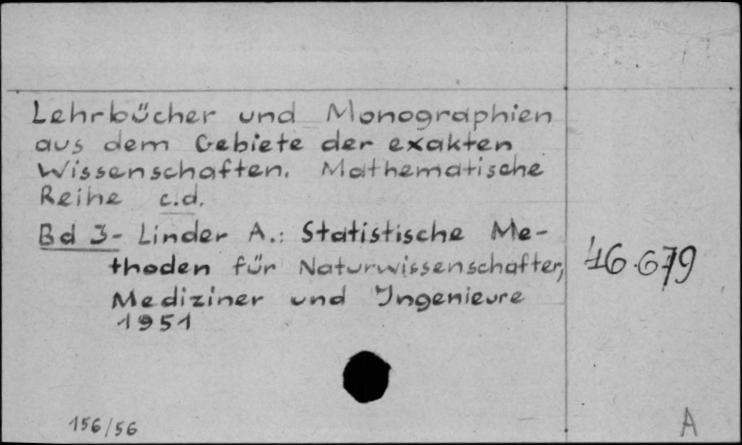 Lehrbücher und Monographien
aus dem Gebiete der exakten
Wissenschaften. Mathematische
Reihe c.d.
Bd 3- Linder A.: Statistische Me-
thoden für Naturwissenschafter,
Mediziner und Ingenieure
1951
46.679
156/56
A